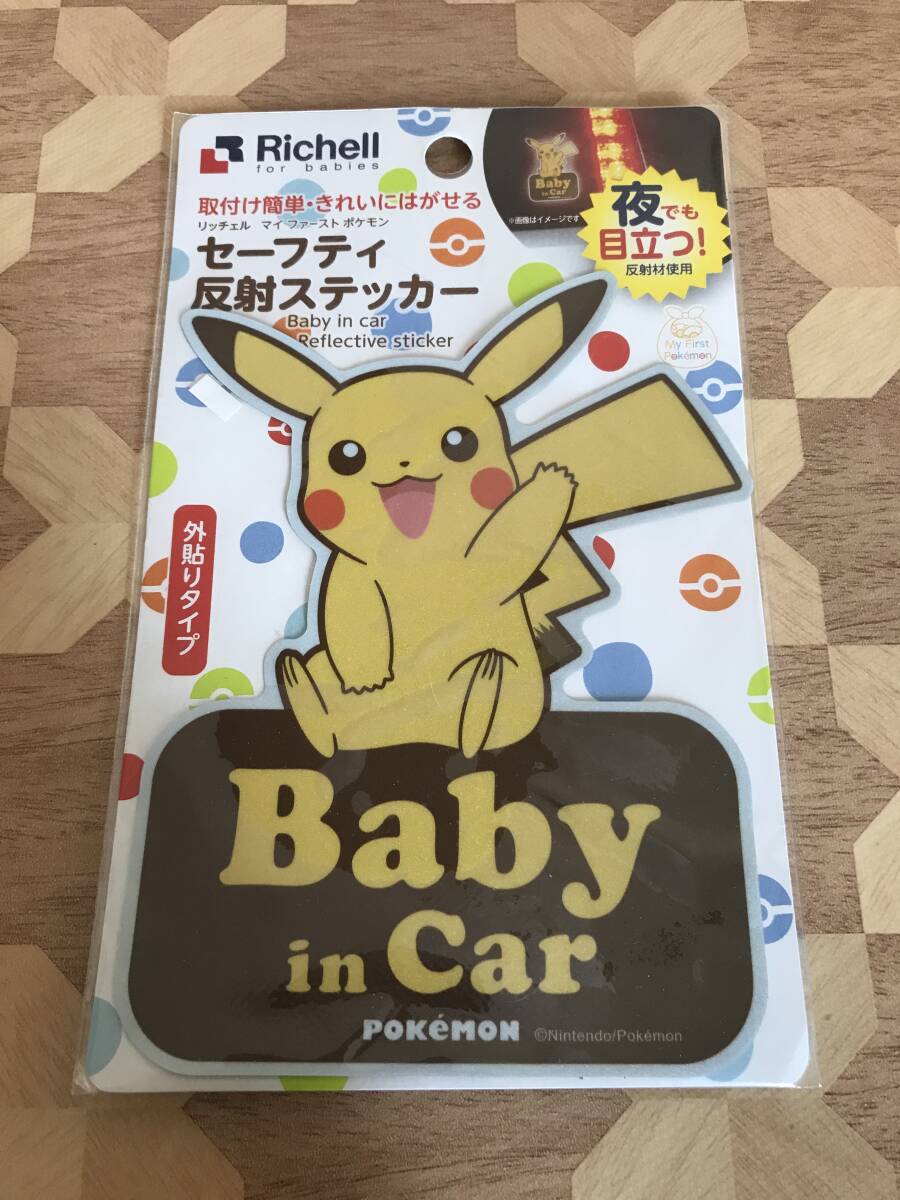 Richell
for babies
取付け簡単・きれいにはがせる
リッチェル マイ ファースト ポケモン
セーフティ
反射ステッカー
Baby in car
Reflective sticker
Baby
in Car
※画像はイメージです
夜でも
目立つ!
反射材使用
My First
Pokémon
外貼りタイプ
Baby
in Car
POKéMON
©Nintendo/Pokémon